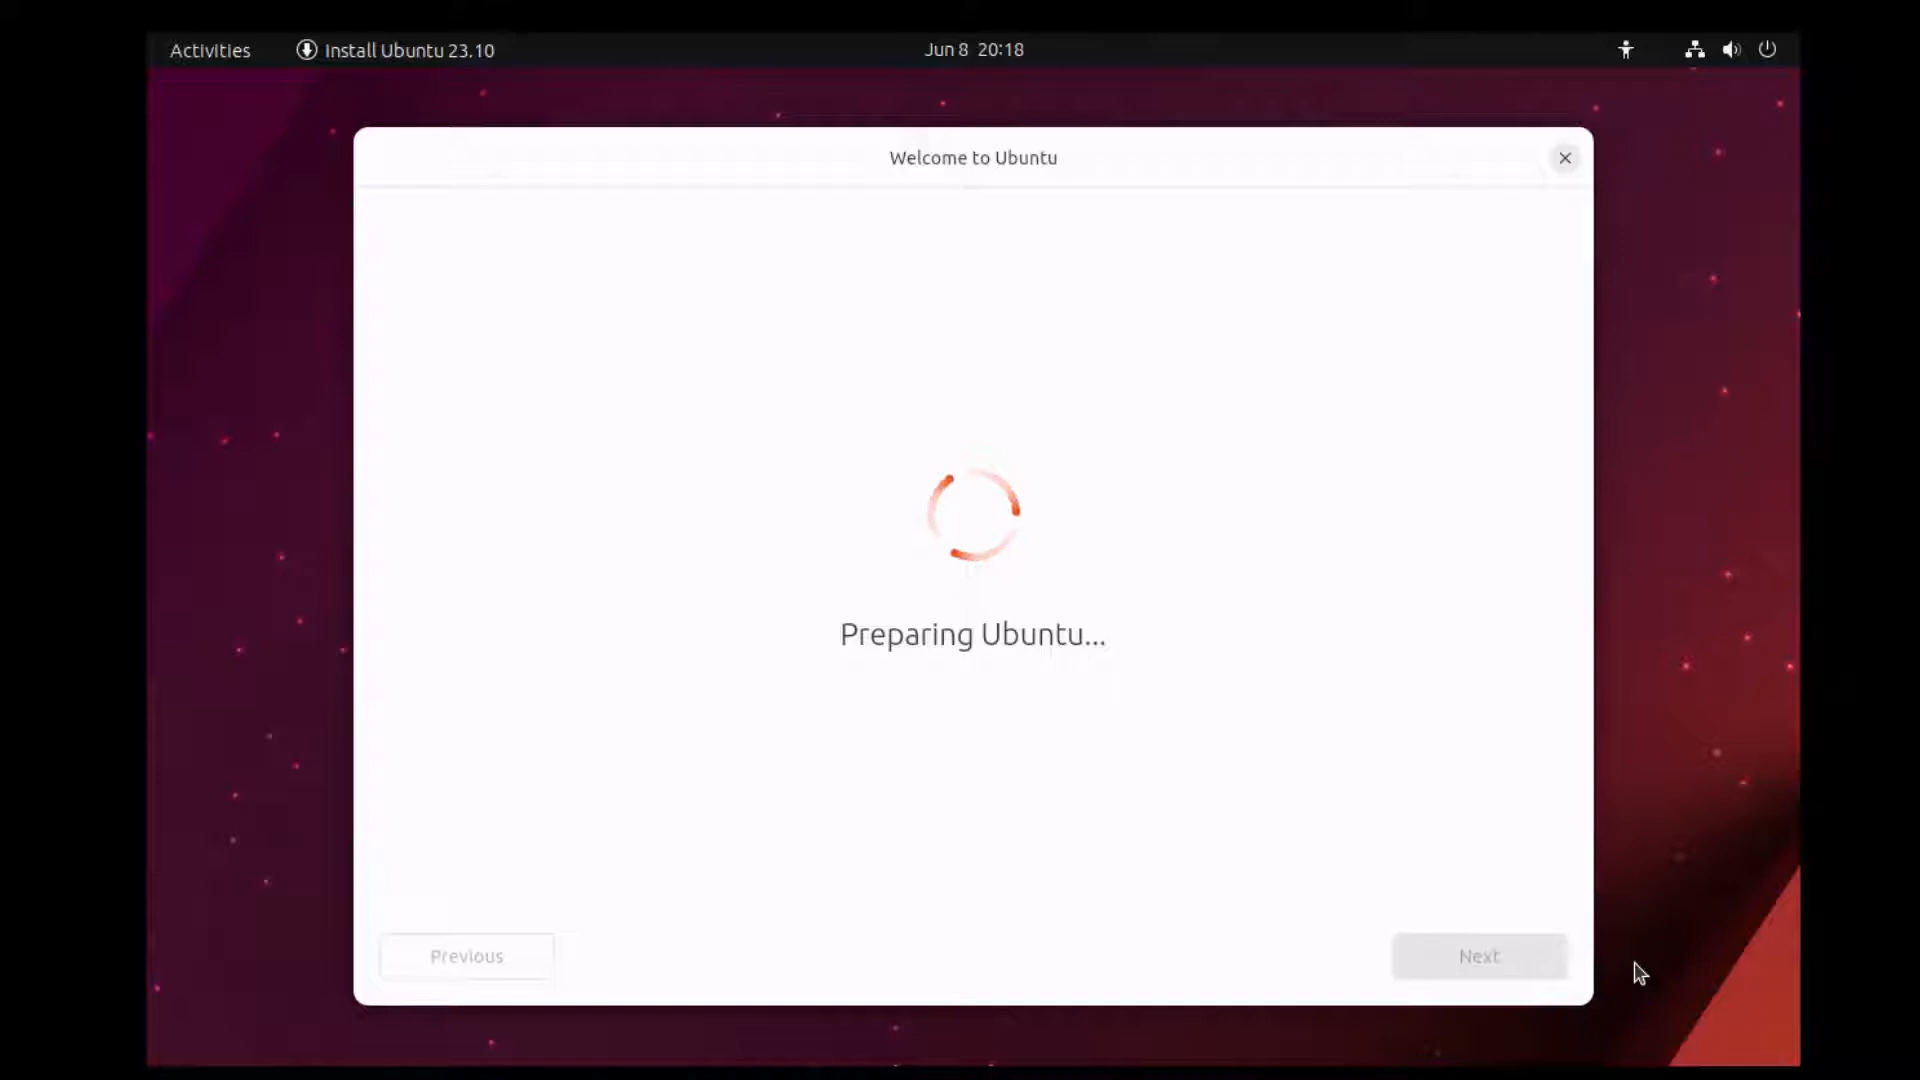 Activities
Install Ubuntu 23.10
Jun 8 20:18
Welcome to Ubuntu
Preparing Ubuntu...
Previous
Next